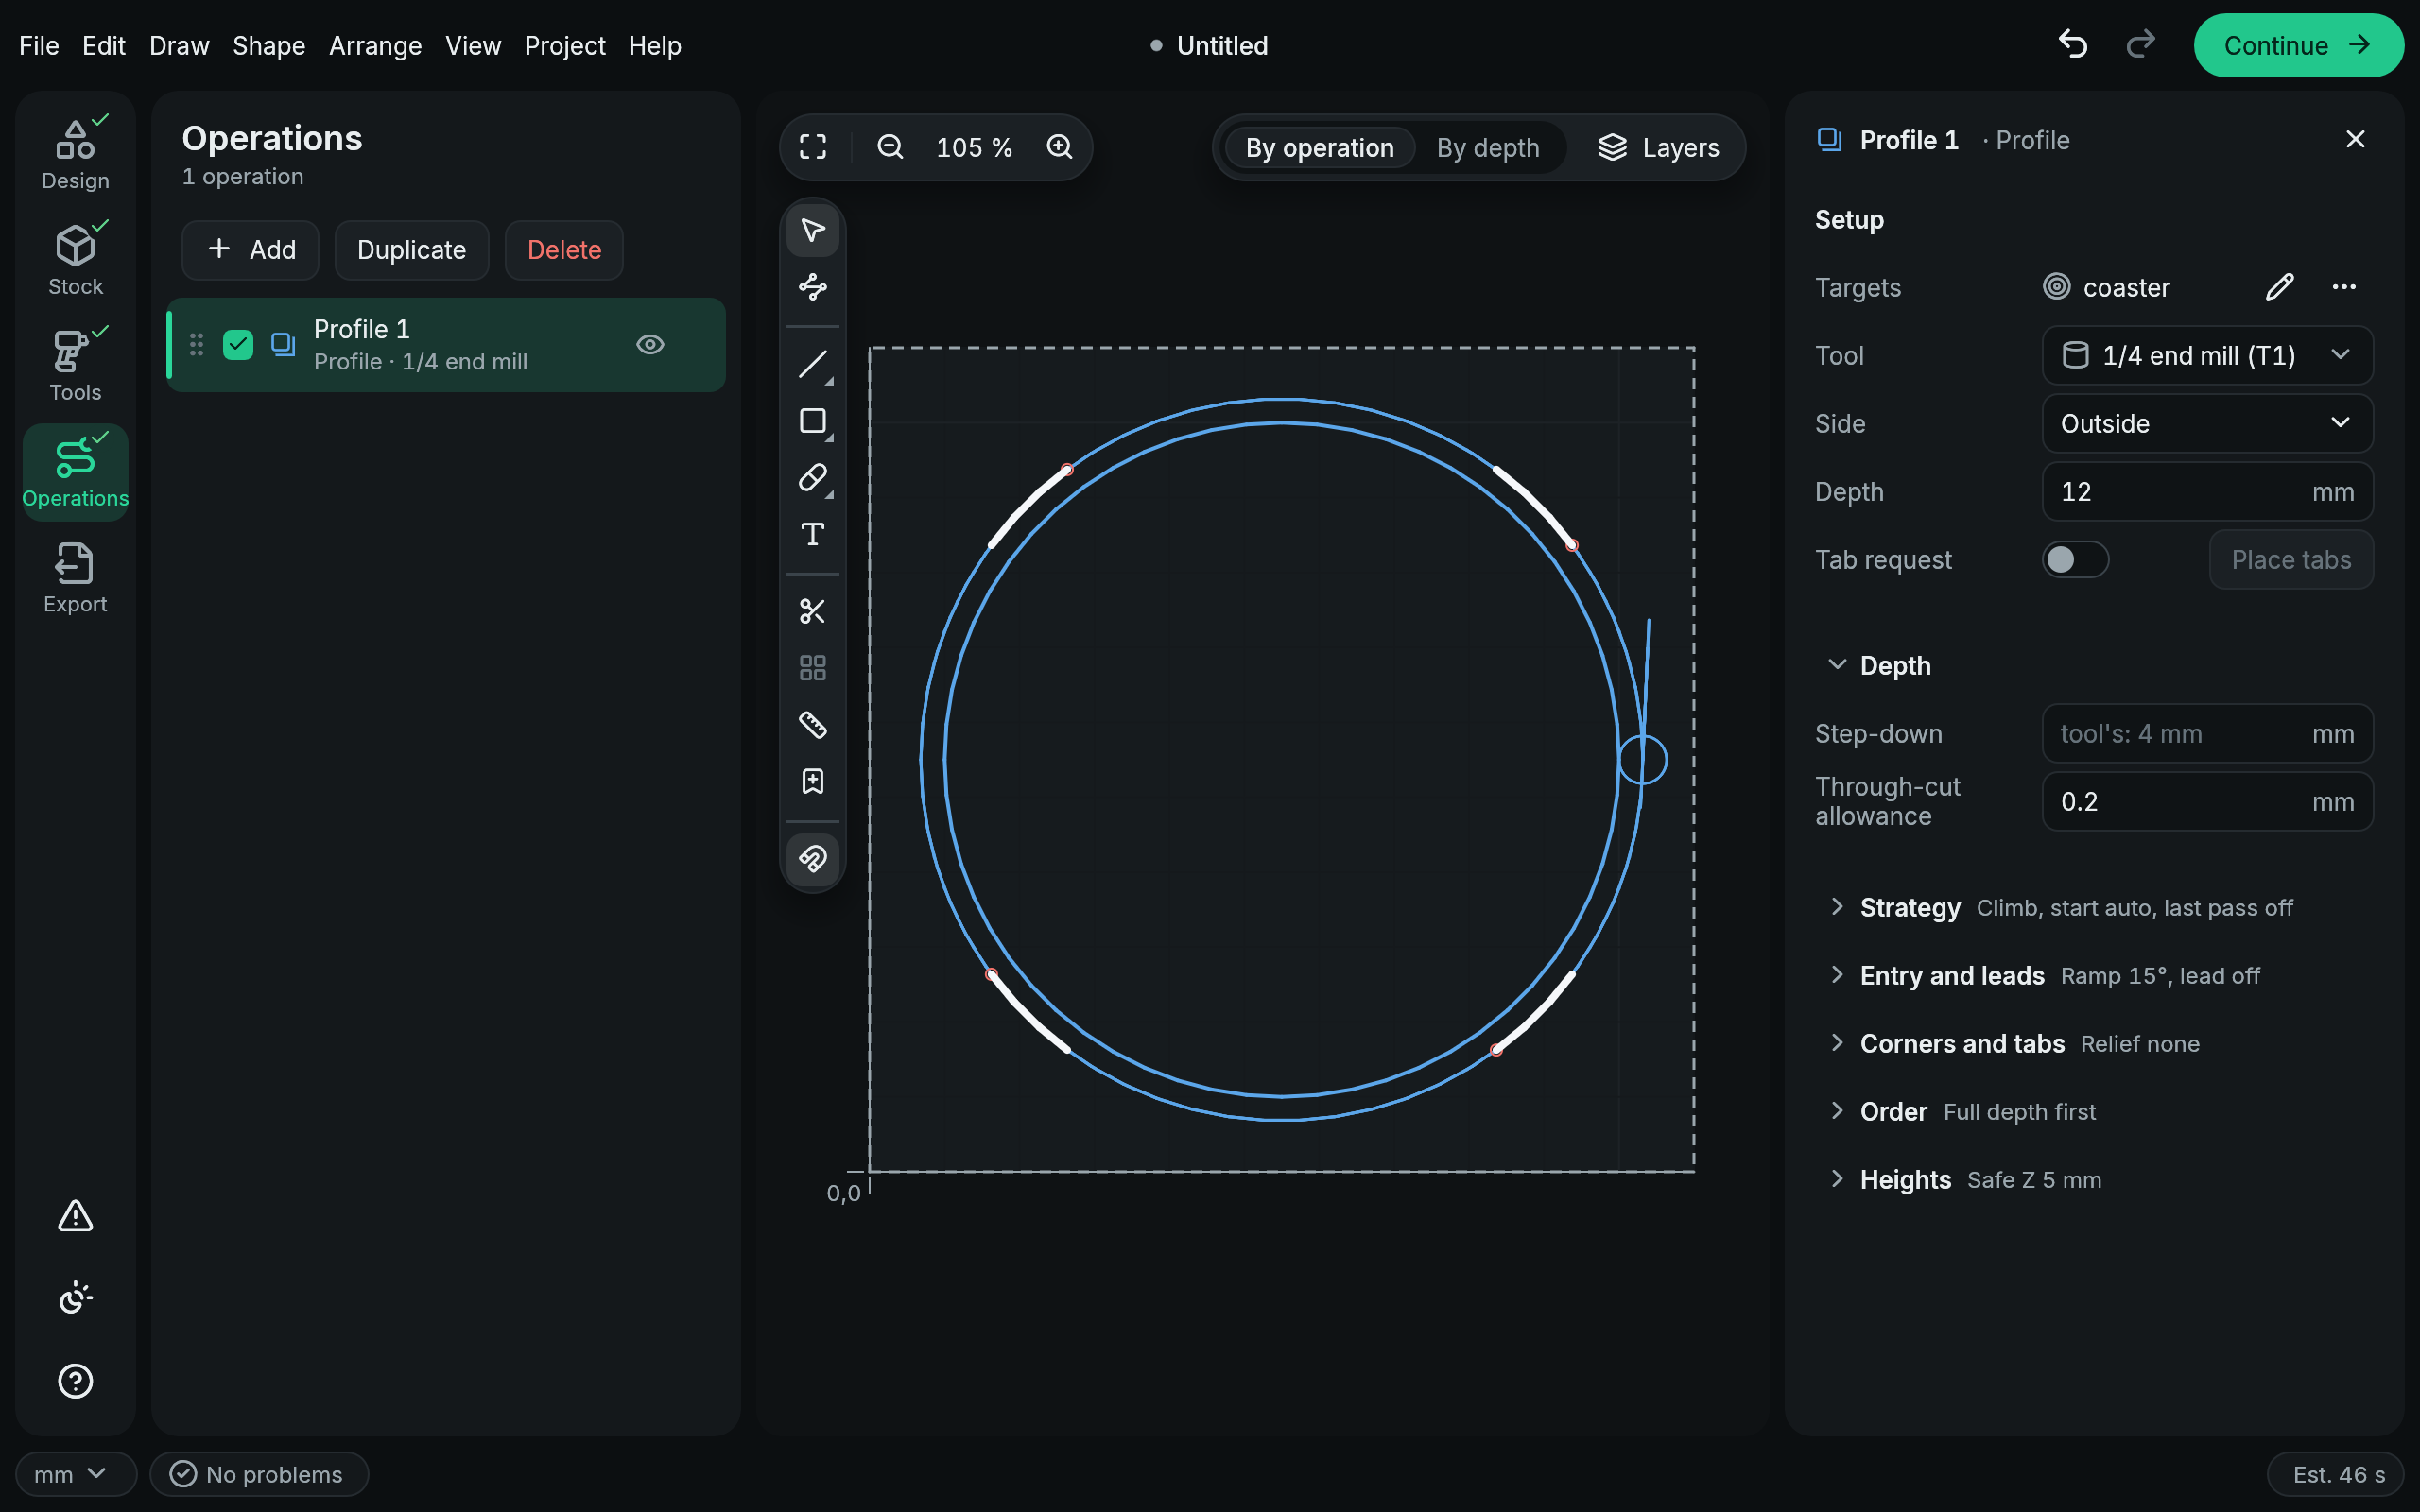 File Edit Draw Shape Arrange View Project Help
Untitled
Continue
Design
Stock
Tools
Operations
Export
Operations
1 operation
Add Duplicate Delete
Profile 1
Profile · 1/4 end mill
105 %
By operation By depth Layers
0,0
Profile 1 · Profile
Setup
Targets coaster
Tool 1/4 end mill (T1)
Side Outside
Depth 12 mm
Tab request Place tabs
Depth
Step-down tool's: 4 mm mm
Through-cut
allowance 0.2 mm
Strategy Climb, start auto, last pass off
Entry and leads Ramp 15°, lead off
Corners and tabs Relief none
Order Full depth first
Heights Safe Z 5 mm
mm No problems
Est. 46 s